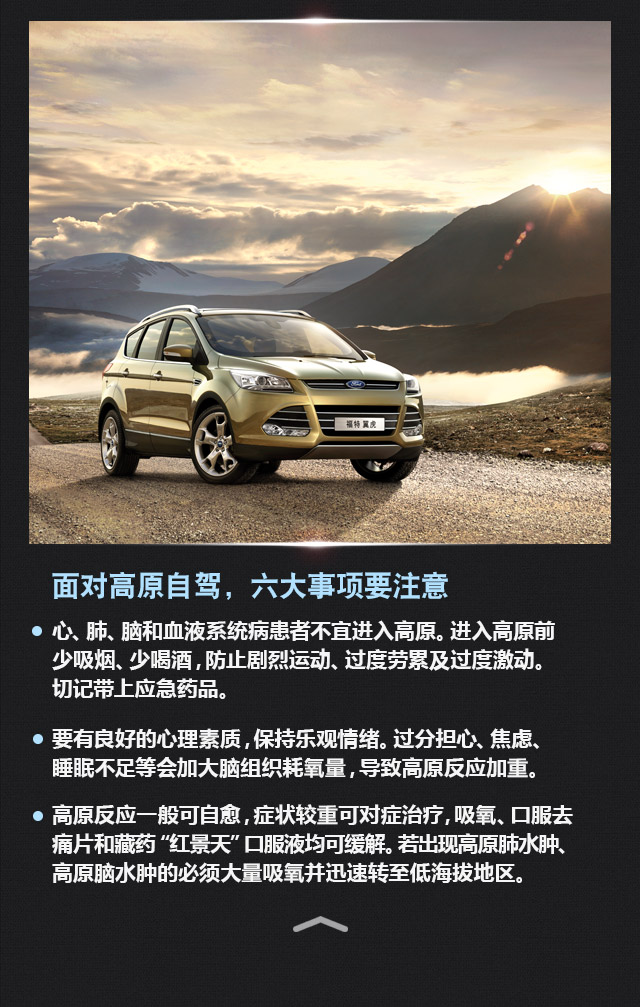 Ford
福特 翼虎
面对高原自驾，六大事项要注意
心、肺、脑和血液系统病患者不宜进入高原。进入高原前
少吸烟、少喝酒，防止剧烈运动、过度劳累及过度激动。
切记带上应急药品。
要有良好的心理素质，保持乐观情绪。过分担心、焦虑、
睡眠不足等会加大脑组织耗氧量，导致高原反应加重。
高原反应一般可自愈，症状较重可对症治疗，吸氧、口服去
痛片和藏药“红景天”口服液均可缓解。若出现高原肺水肿、
高原脑水肿的必须大量吸氧并迅速转至低海拔地区。